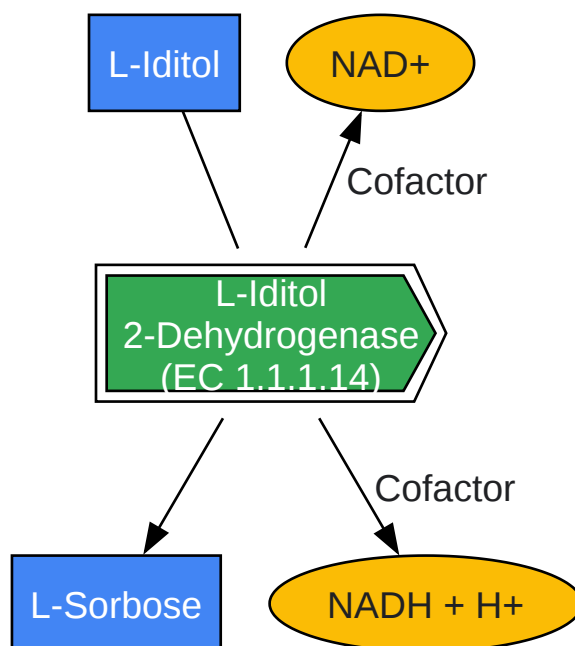 L-Iditol
NAD+
Cofactor
L-Iditol
2-Dehydrogenase
(EC 1.1.1.14)
Cofactor
L-Sorbose
NADH + H+